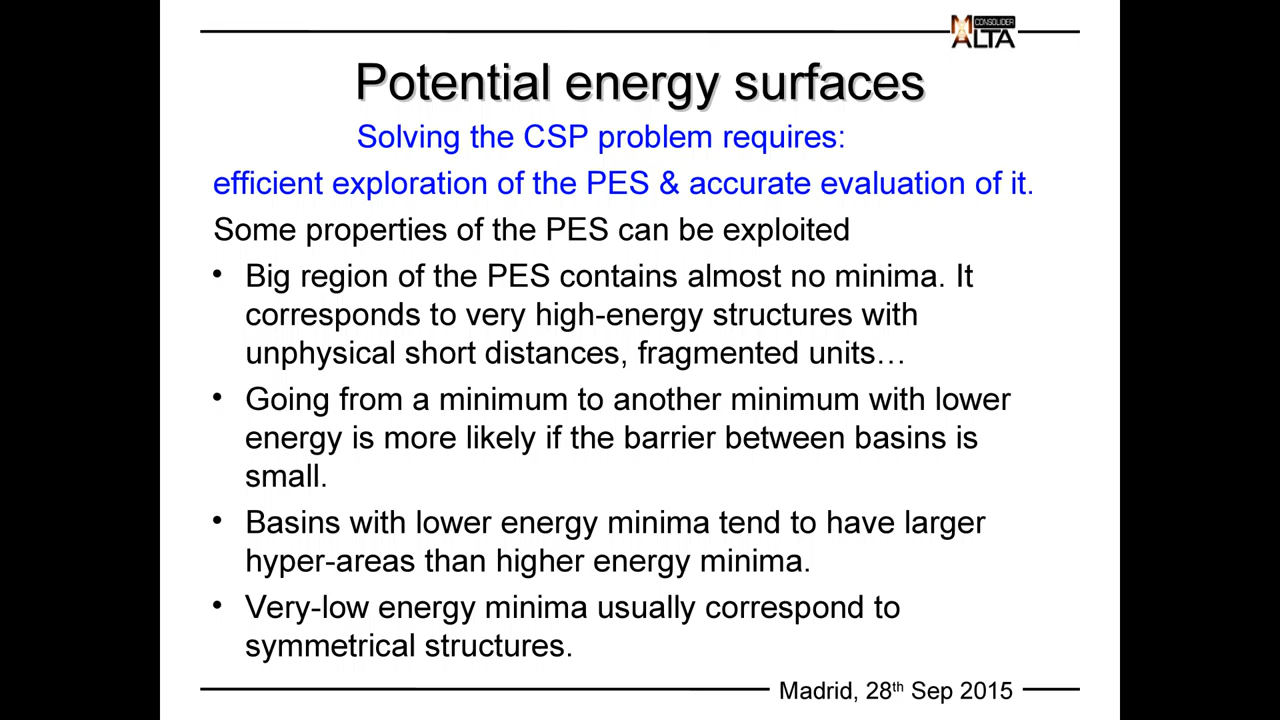 CONSOLIDER
MALTA
Potential energy surfaces
Solving the CSP problem requires:
efficient exploration of the PES & accurate evaluation of it.
Some properties of the PES can be exploited
• Big region of the PES contains almost no minima. It
corresponds to very high-energy structures with
unphysical short distances, fragmented units…
• Going from a minimum to another minimum with lower
energy is more likely if the barrier between basins is
small.
• Basins with lower energy minima tend to have larger
hyper-areas than higher energy minima.
• Very-low energy minima usually correspond to
symmetrical structures.
Madrid, 28th Sep 2015